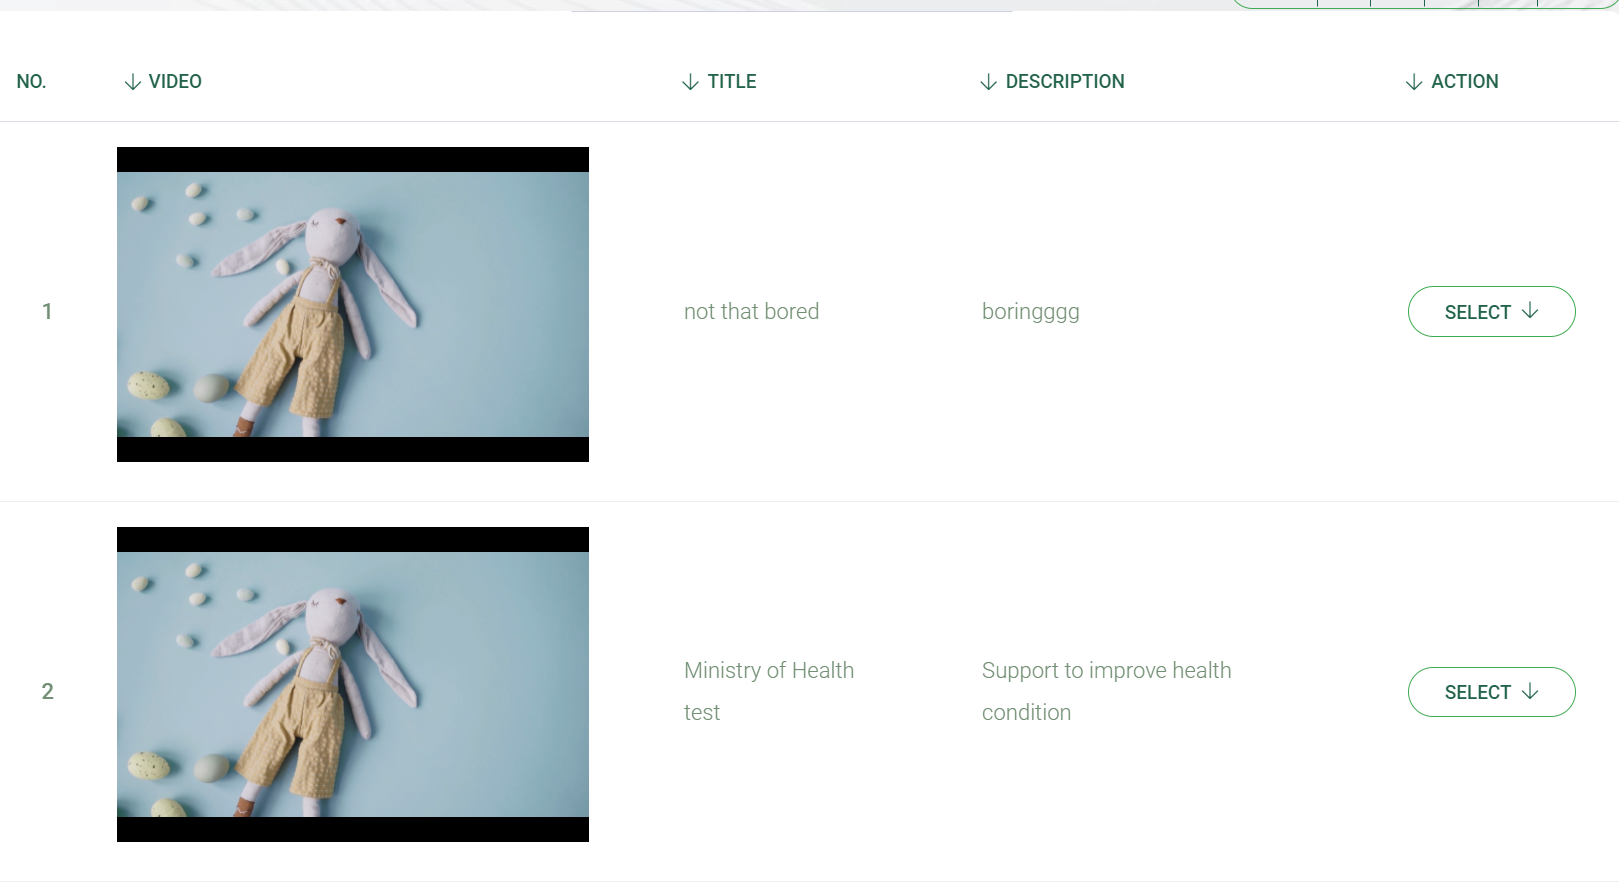 NO. VIDEO TITLE DESCRIPTION ACTION
1 not that bored boringggg SELECT
2 Ministry of Health Support to improve health SELECT
test condition